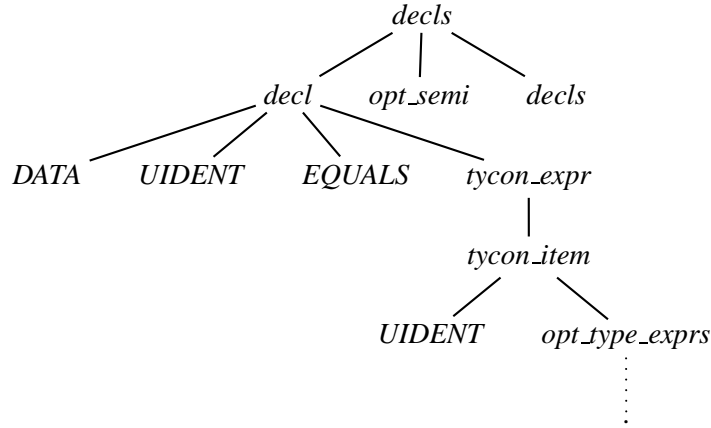 decls
decl opt_semi decls
DATA UIDENT EQUALS tycon_expr
tycon_item
UIDENT opt_type_exprs